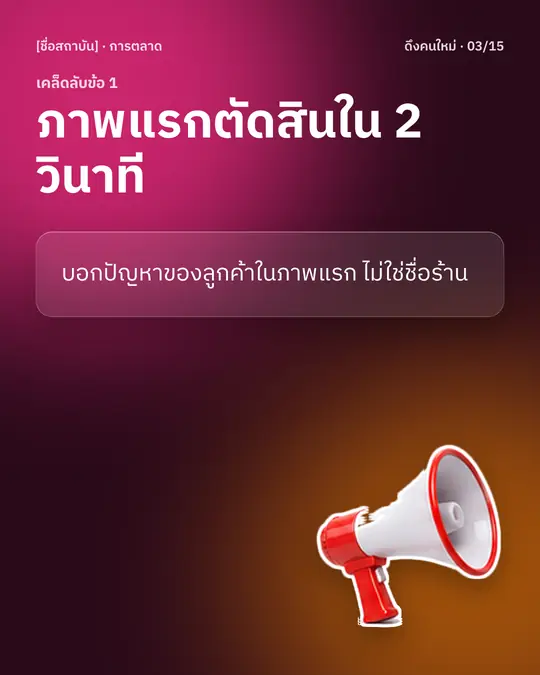 [ชื่อสถาบัน] · การตลาด
ดึงคนใหม่ · 03/15
เคล็ดลับข้อ 1
ภาพแรกตัดสินใน 2
วินาที
บอกปัญหาของลูกค้าในภาพแรก ไม่ใช่ชื่อร้าน